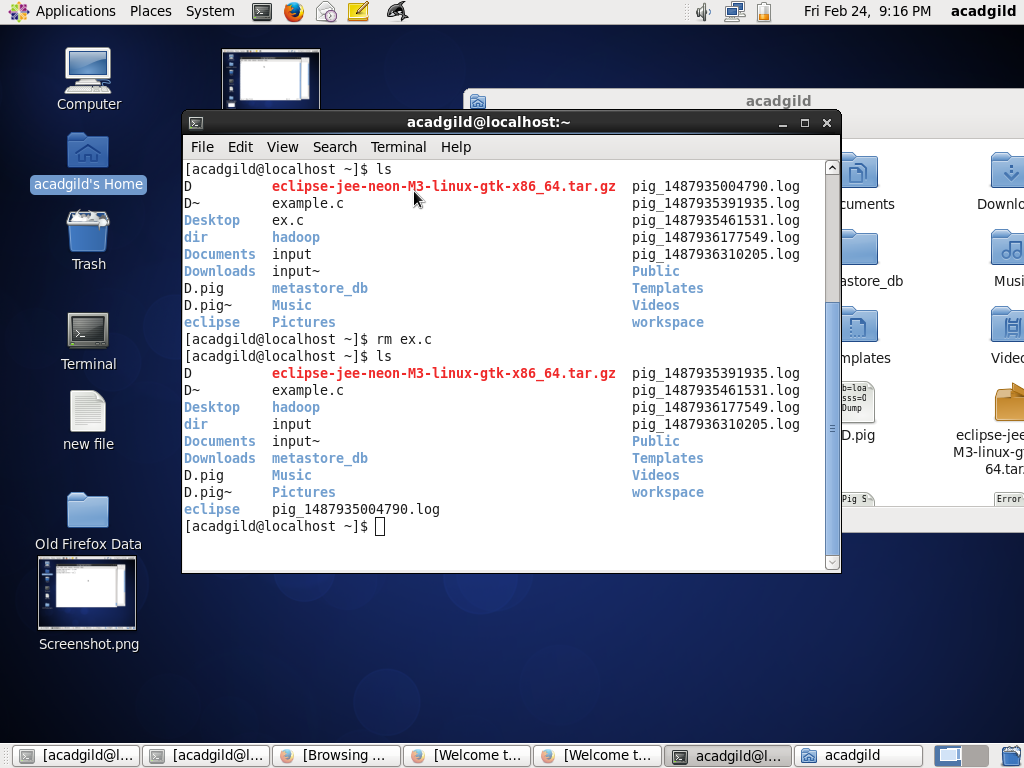 Applications Places System Fri Feb 24, 9:16 PM acadgild
Computer
acadgild's Home
Trash
Terminal
new file
Old Firefox Data
Screenshot.png
acadgild
acadgild@localhost:~
File Edit View Search Terminal Help
[acadgild@localhost ~]$ ls
D eclipse-jee-neon-M3-linux-gtk-x86_64.tar.gz pig_1487935004790.log
D~ example.c pig_1487935391935.log
Desktop ex.c pig_1487935461531.log
dir hadoop pig_1487936177549.log
Documents input pig_1487936310205.log
Downloads input~ Public
D.pig metastore_db Templates
D.pig~ Music Videos
eclipse Pictures workspace
[acadgild@localhost ~]$ rm ex.c
[acadgild@localhost ~]$ ls
D eclipse-jee-neon-M3-linux-gtk-x86_64.tar.gz pig_1487935391935.log
D~ example.c pig_1487935461531.log
Desktop hadoop pig_1487936177549.log
dir input pig_1487936310205.log
Documents input~ Public
Downloads metastore_db Templates
D.pig Music Videos
D.pig~ Pictures workspace
eclipse pig_1487935004790.log
[acadgild@localhost ~]$
cuments Downlo
astore_db Musi
mplates Video
b=loa
sss=0
Dump
D.pig eclipse-jee
M3-linux-gt
64.tar.
Pig S Error
[acadgild@l... [acadgild@l... [Browsing ... [Welcome t... [Welcome t... acadgild@l... acadgild